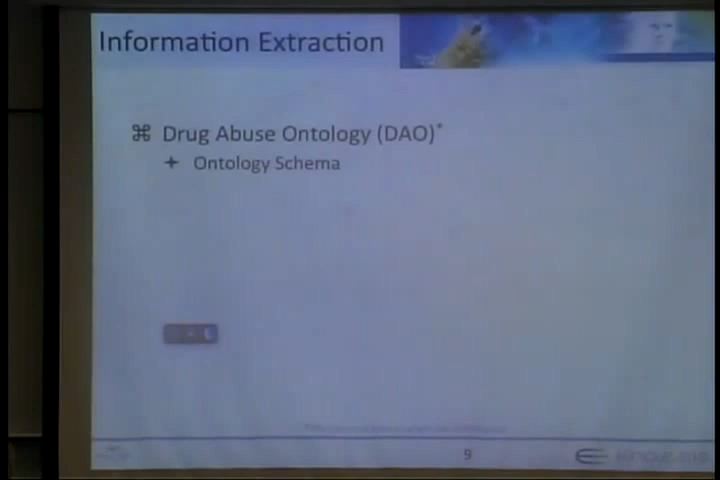 Information Extraction
⌘ Drug Abuse Ontology (DAO)*
+ Ontology Schema
9